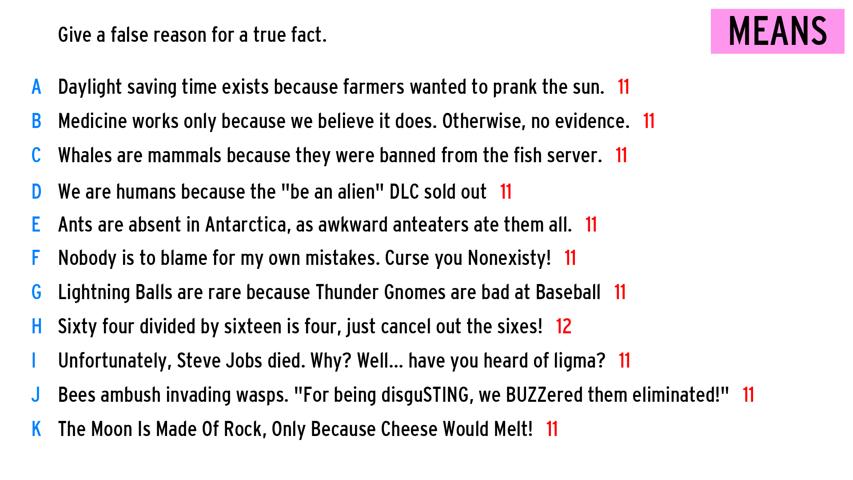 Give a false reason for a true fact.
MEANS
A Daylight saving time exists because farmers wanted to prank the sun. 11
B Medicine works only because we believe it does. Otherwise, no evidence. 11
C Whales are mammals because they were banned from the fish server. 11
D We are humans because the "be an alien" DLC sold out 11
E Ants are absent in Antarctica, as awkward anteaters ate them all. 11
F Nobody is to blame for my own mistakes. Curse you Nonexisty! 11
G Lightning Balls are rare because Thunder Gnomes are bad at Baseball 11
H Sixty four divided by sixteen is four, just cancel out the sixes! 12
I Unfortunately, Steve Jobs died. Why? Well... have you heard of ligma? 11
J Bees ambush invading wasps. "For being disguSTING, we BUZZered them eliminated!" 11
K The Moon Is Made Of Rock, Only Because Cheese Would Melt! 11